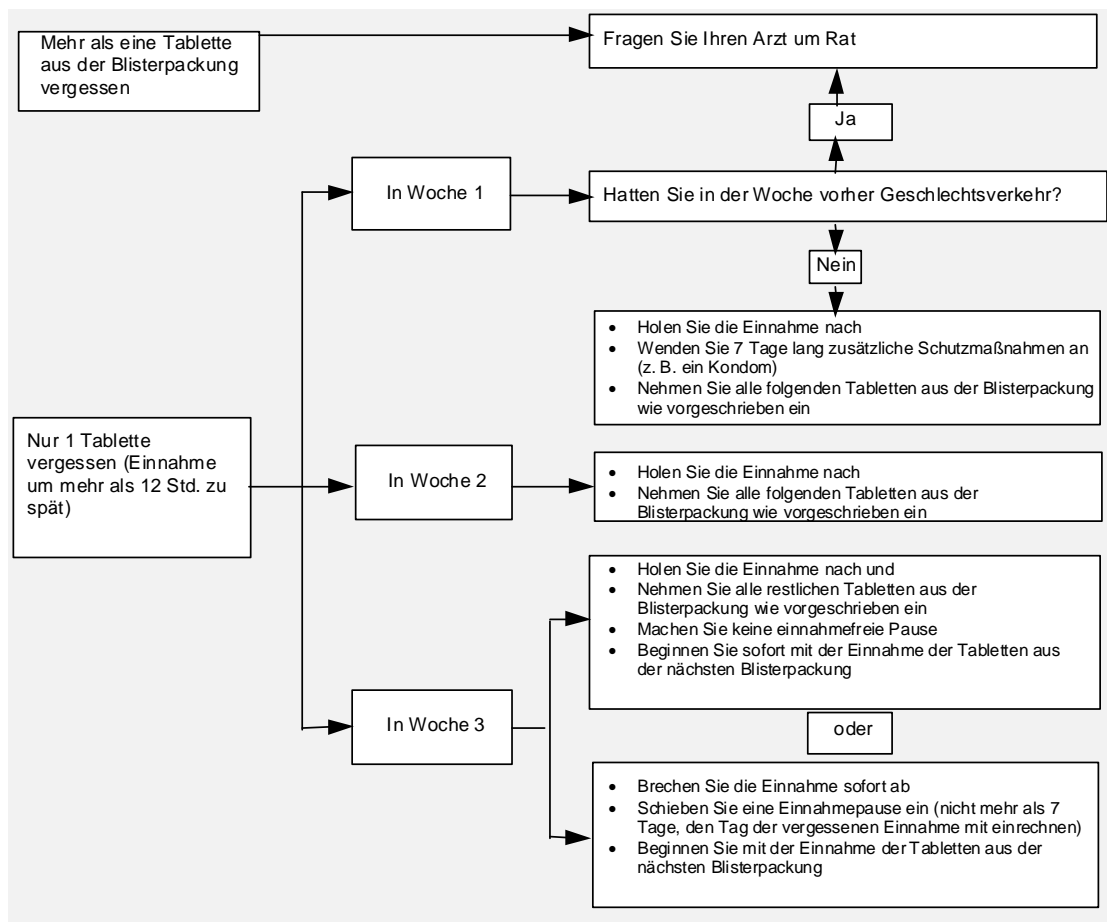 Mehr als eine Tablette
aus der Blisterpackung
vergessen
Fragen Sie Ihren Arzt um Rat
Ja
In Woche 1
Hatten Sie in der Woche vorher Geschlechtsverkehr?
Nein
• Holen Sie die Einnahme nach
• Wenden Sie 7 Tage lang zusätzliche Schutzmaßnahmen an
(z. B. ein Kondom)
• Nehmen Sie alle folgenden Tabletten aus der Blisterpackung
wie vorgeschrieben ein
Nur 1 Tablette
vergessen (Einnahme
um mehr als 12 Std. zu
spät)
In Woche 2
• Holen Sie die Einnahme nach
• Nehmen Sie alle folgenden Tabletten aus der
Blisterpackung wie vorgeschrieben ein
• Holen Sie die Einnahme nach und
• Nehmen Sie alle restlichen Tabletten aus der
Blisterpackung wie vorgeschrieben ein
• Machen Sie keine einnahmefreie Pause
• Beginnen Sie sofort mit der Einnahme der Tabletten aus
der nächsten Blisterpackung
In Woche 3
oder
• Brechen Sie die Einnahme sofort ab
• Schieben Sie eine Einnahmepause ein (nicht mehr als 7
Tage, den Tag der vergessenen Einnahme mit einrechnen)
• Beginnen Sie mit der Einnahme der Tabletten aus der
nächsten Blisterpackung